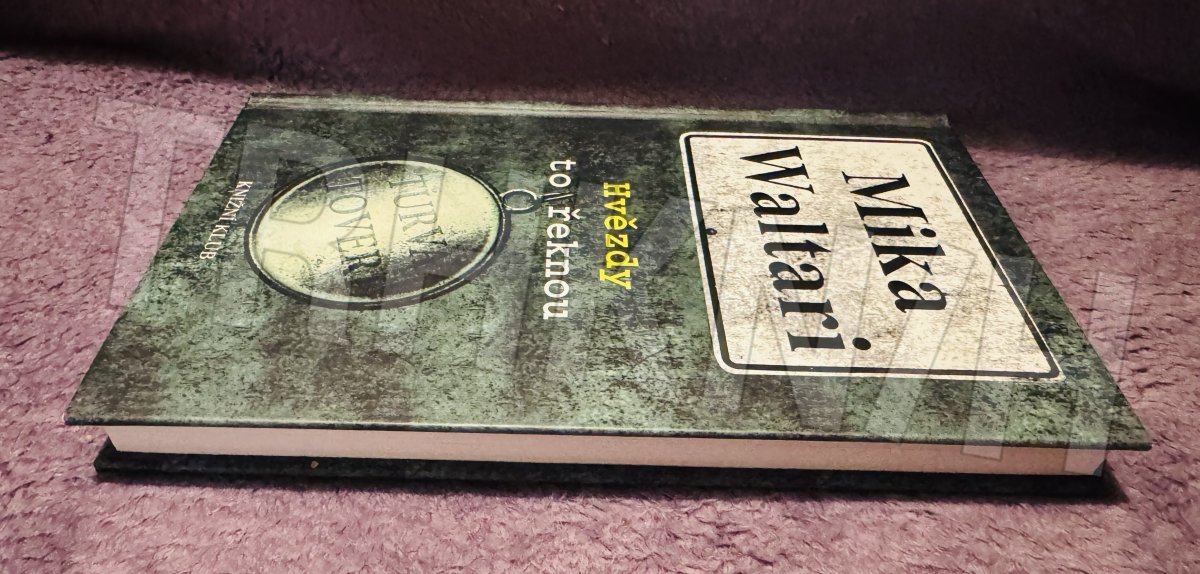 Mika
Waltari
Hvězdy
to řeknou
KNIŽNÍ KLUB